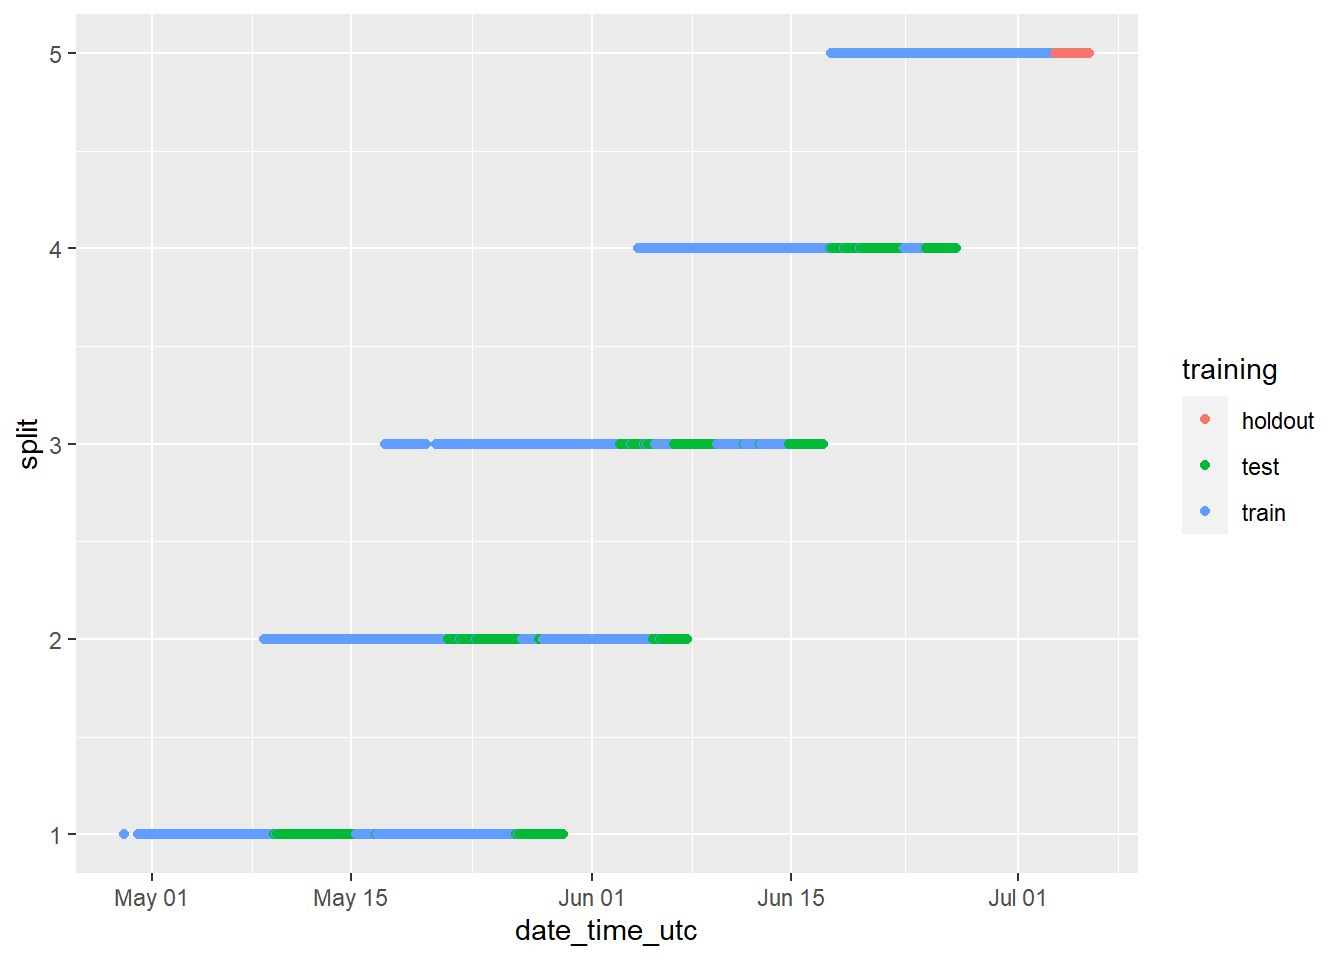 5
4
3
2
1
split
May 01
May 15
Jun 01
Jun 15
Jul 01
date_time_utc
training
holdout
test
train